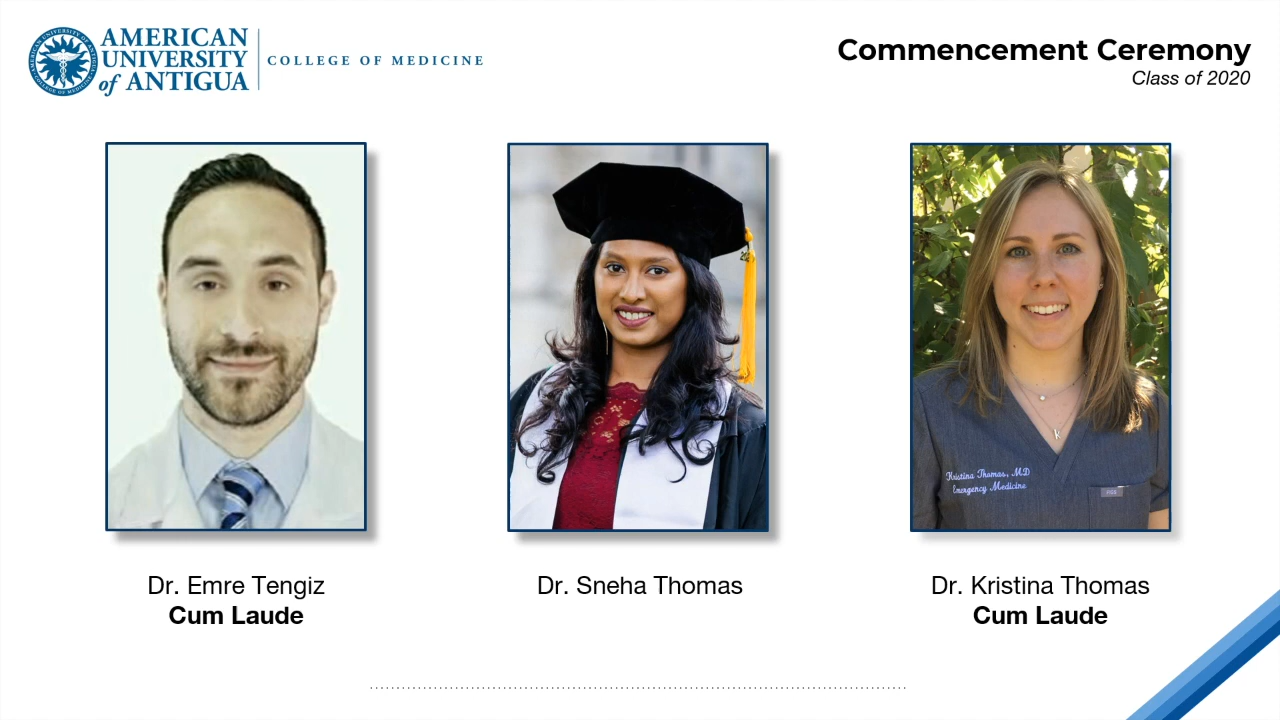 AMERICAN
UNIVERSITY
of ANTIGUA
COLLEGE OF MEDICINE
Commencement Ceremony
Class of 2020
Kristina Thomas, MD
Emergency Medicine
Dr. Emre Tengiz
Cum Laude
Dr. Sneha Thomas
Dr. Kristina Thomas
Cum Laude